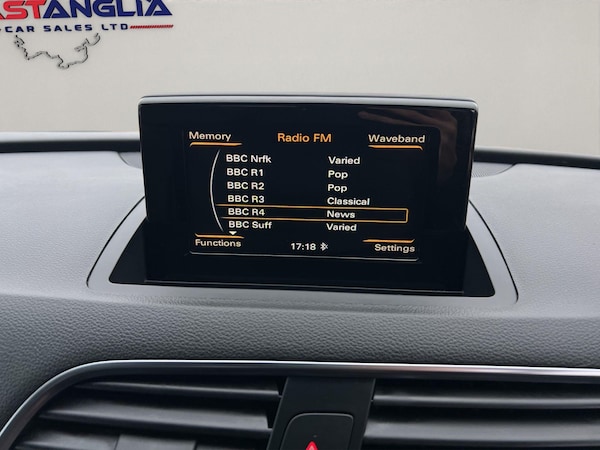 ASTANGLIA
CAR SALES LTD
Memory Radio FM Waveband
BBC Nrfk Varied
BBC R1 Pop
BBC R2 Pop
BBC R3 Classical
BBC R4 News
BBC Suff Varied
Functions 17:18 Settings